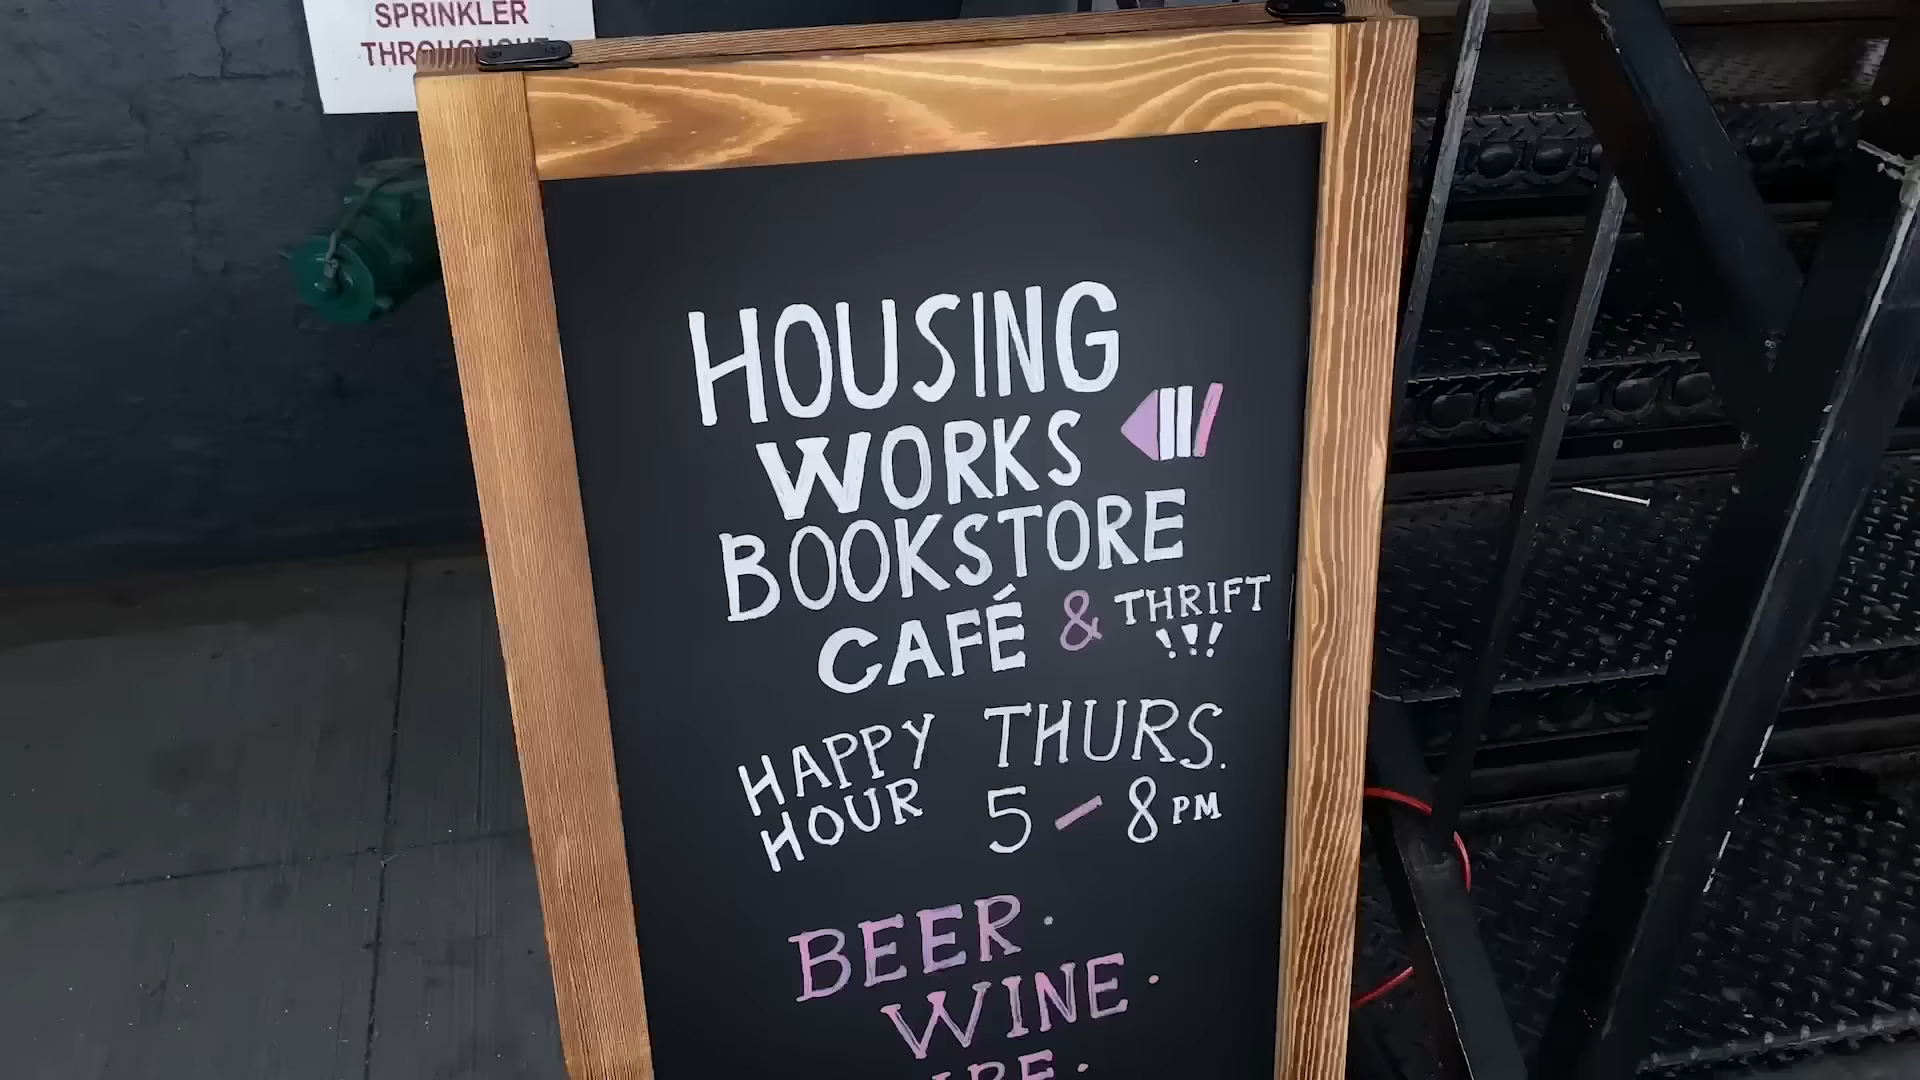 SPRINKLER
THROUGHOUT
HOUSING
WORKS
BOOKSTORE
CAFÉ & THRIFT
!!!
HAPPY HOUR
THURS.
5 - 8 PM
BEER.
WINE.